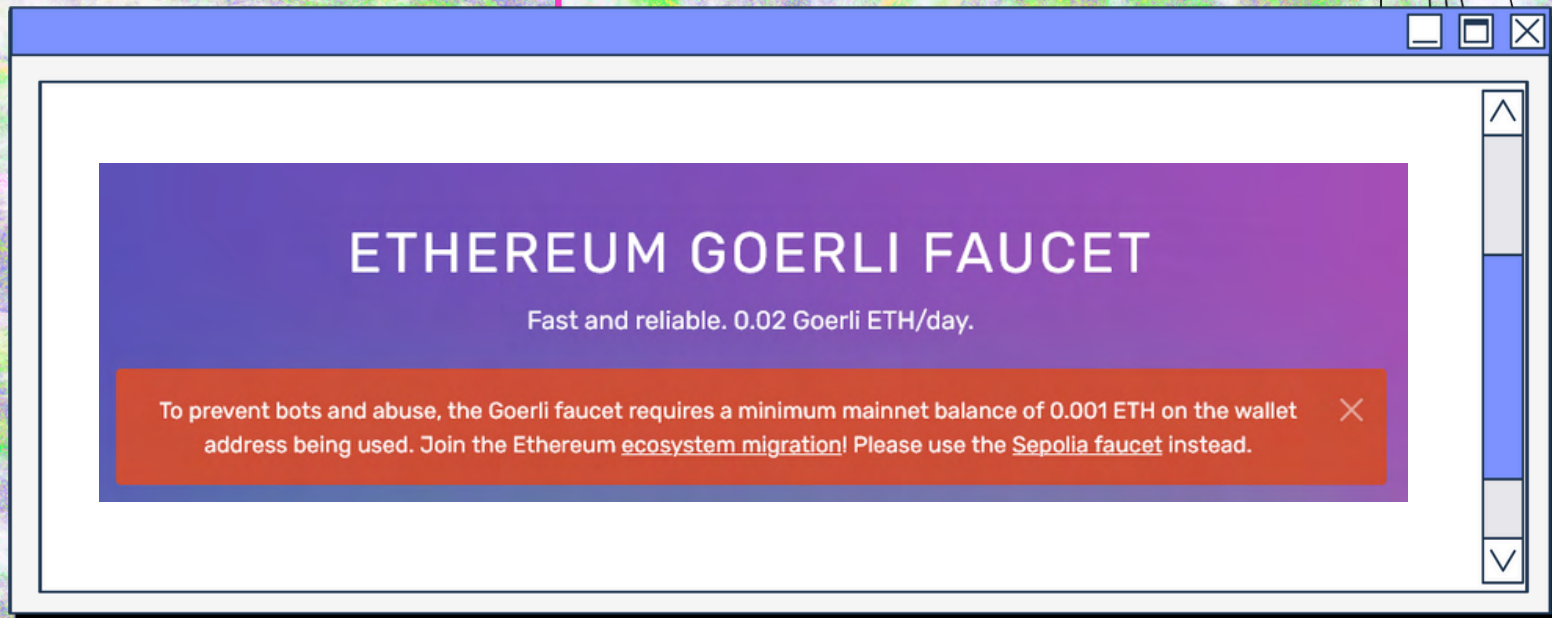 ETHEREUM GOERLI FAUCET
Fast and reliable. 0.02 Goerli ETH/day.
To prevent bots and abuse, the Goerli faucet requires a minimum mainnet balance of 0.001 ETH on the wallet
address being used. Join the Ethereum ecosystem migration! Please use the Sepolia faucet instead.